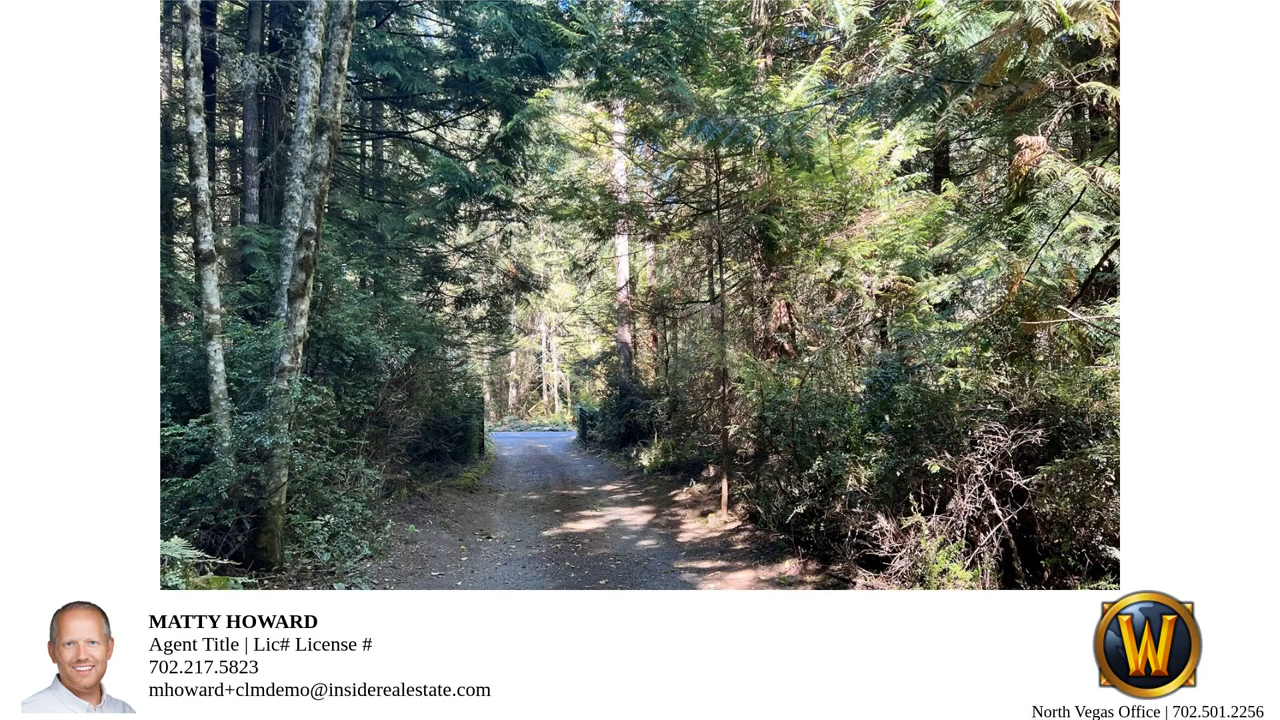 MATTY HOWARD
Agent Title | Lic# License #
702.217.5823
mhoward+clmdemo@insiderealestate.com
W
North Vegas Office | 702.501.2256